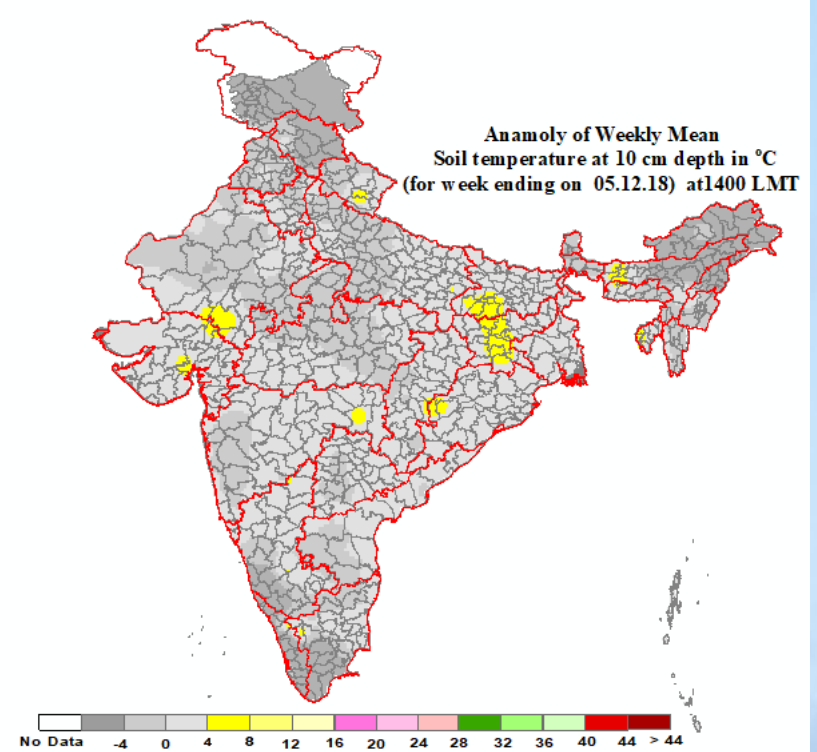 Anamoly of Weekly Mean
Soil temperature at 10 cm depth in °C
(for week ending on 05.12.18) at1400 LMT
No Data -4 0 4 8 12 16 20 24 28 32 36 40 44 > 44